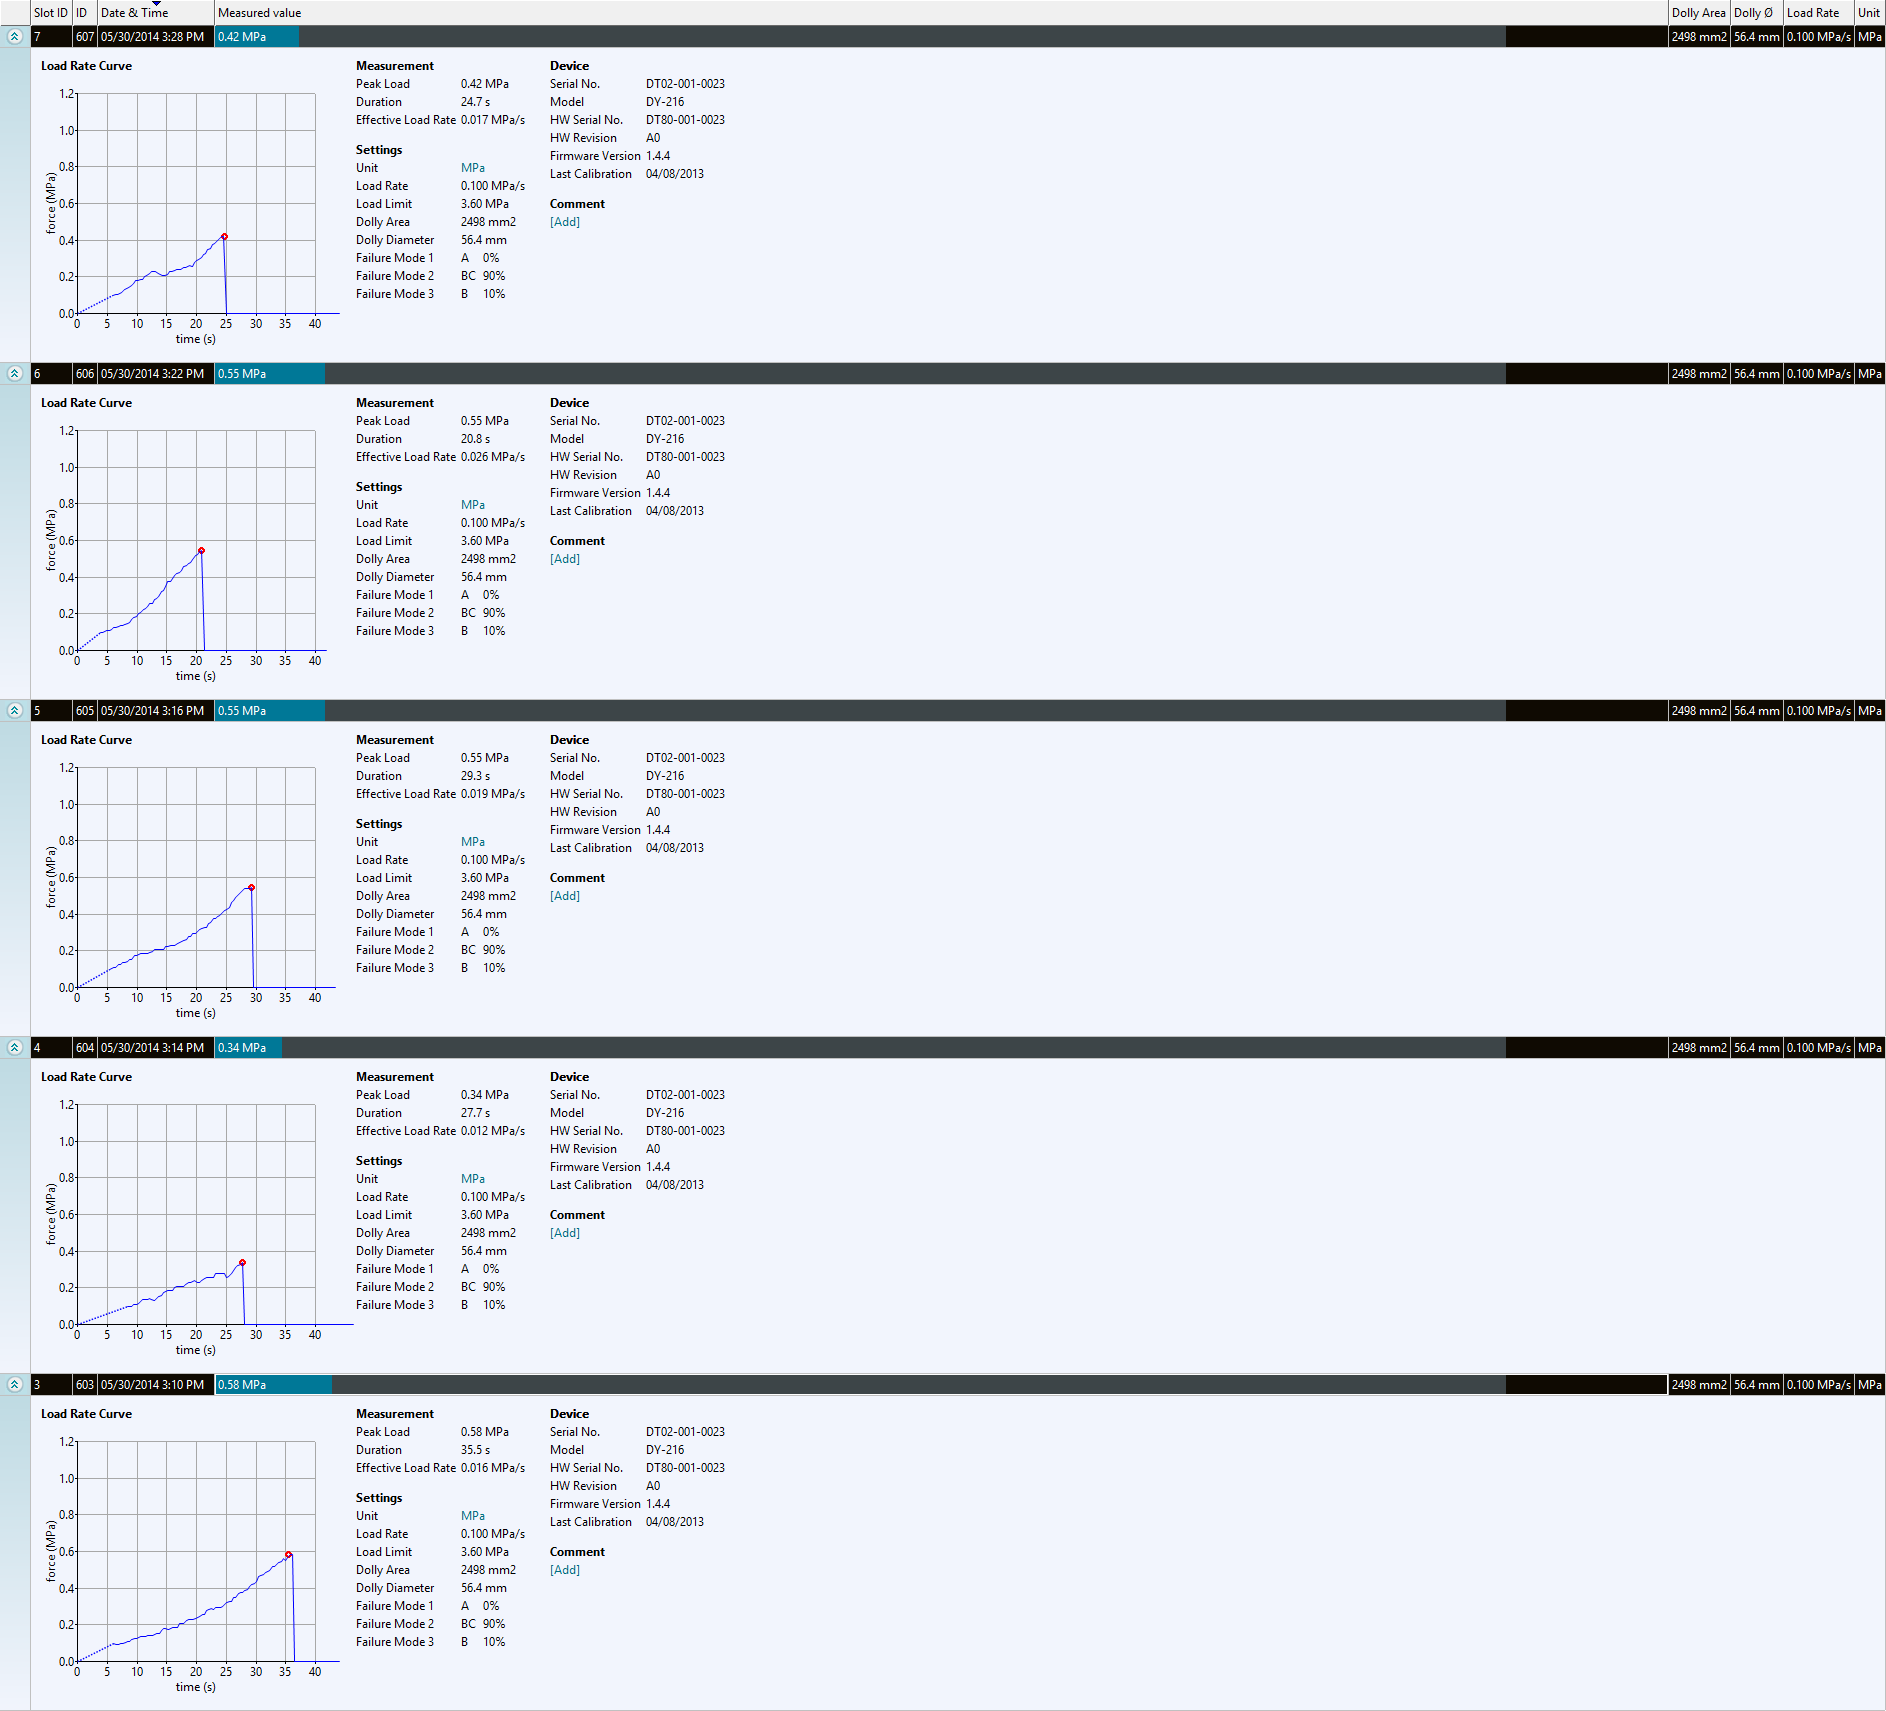 Slot ID ID Date & Time Measured value Dolly Area Dolly Ø Load Rate Unit
7 607 05/30/2014 3:28 PM 0.42 MPa 2498 mm2 56.4 mm 0.100 MPa/s MPa
Load Rate Curve
1.2
1.0
0.8
0.6
0.4
0.2
0.0
force (MPa)
0 5 10 15 20 25 30 35 40
time (s)
Measurement
Peak Load 0.42 MPa
Duration 24.7 s
Effective Load Rate 0.017 MPa/s
Settings
Unit MPa
Load Rate 0.100 MPa/s
Load Limit 3.60 MPa
Dolly Area 2498 mm2
Dolly Diameter 56.4 mm
Failure Mode 1 A 0%
Failure Mode 2 BC 90%
Failure Mode 3 B 10%
Device
Serial No. DT02-001-0023
Model DY-216
HW Serial No. DT80-001-0023
HW Revision A0
Firmware Version 1.4.4
Last Calibration 04/08/2013
Comment
[Add]
6 606 05/30/2014 3:22 PM 0.55 MPa 2498 mm2 56.4 mm 0.100 MPa/s MPa
Load Rate Curve
1.2
1.0
0.8
0.6
0.4
0.2
0.0
force (MPa)
0 5 10 15 20 25 30 35 40
time (s)
Measurement
Peak Load 0.55 MPa
Duration 20.8 s
Effective Load Rate 0.026 MPa/s
Settings
Unit MPa
Load Rate 0.100 MPa/s
Load Limit 3.60 MPa
Dolly Area 2498 mm2
Dolly Diameter 56.4 mm
Failure Mode 1 A 0%
Failure Mode 2 BC 90%
Failure Mode 3 B 10%
Device
Serial No. DT02-001-0023
Model DY-216
HW Serial No. DT80-001-0023
HW Revision A0
Firmware Version 1.4.4
Last Calibration 04/08/2013
Comment
[Add]
5 605 05/30/2014 3:16 PM 0.55 MPa 2498 mm2 56.4 mm 0.100 MPa/s MPa
Load Rate Curve
1.2
1.0
0.8
0.6
0.4
0.2
0.0
force (MPa)
0 5 10 15 20 25 30 35 40
time (s)
Measurement
Peak Load 0.55 MPa
Duration 29.3 s
Effective Load Rate 0.019 MPa/s
Settings
Unit MPa
Load Rate 0.100 MPa/s
Load Limit 3.60 MPa
Dolly Area 2498 mm2
Dolly Diameter 56.4 mm
Failure Mode 1 A 0%
Failure Mode 2 BC 90%
Failure Mode 3 B 10%
Device
Serial No. DT02-001-0023
Model DY-216
HW Serial No. DT80-001-0023
HW Revision A0
Firmware Version 1.4.4
Last Calibration 04/08/2013
Comment
[Add]
4 604 05/30/2014 3:14 PM 0.34 MPa 2498 mm2 56.4 mm 0.100 MPa/s MPa
Load Rate Curve
1.2
1.0
0.8
0.6
0.4
0.2
0.0
force (MPa)
0 5 10 15 20 25 30 35 40
time (s)
Measurement
Peak Load 0.34 MPa
Duration 27.7 s
Effective Load Rate 0.012 MPa/s
Settings
Unit MPa
Load Rate 0.100 MPa/s
Load Limit 3.60 MPa
Dolly Area 2498 mm2
Dolly Diameter 56.4 mm
Failure Mode 1 A 0%
Failure Mode 2 BC 90%
Failure Mode 3 B 10%
Device
Serial No. DT02-001-0023
Model DY-216
HW Serial No. DT80-001-0023
HW Revision A0
Firmware Version 1.4.4
Last Calibration 04/08/2013
Comment
[Add]
3 603 05/30/2014 3:10 PM 0.58 MPa 2498 mm2 56.4 mm 0.100 MPa/s MPa
Load Rate Curve
1.2
1.0
0.8
0.6
0.4
0.2
0.0
force (MPa)
0 5 10 15 20 25 30 35 40
time (s)
Measurement
Peak Load 0.58 MPa
Duration 35.5 s
Effective Load Rate 0.016 MPa/s
Settings
Unit MPa
Load Rate 0.100 MPa/s
Load Limit 3.60 MPa
Dolly Area 2498 mm2
Dolly Diameter 56.4 mm
Failure Mode 1 A 0%
Failure Mode 2 BC 90%
Failure Mode 3 B 10%
Device
Serial No. DT02-001-0023
Model DY-216
HW Serial No. DT80-001-0023
HW Revision A0
Firmware Version 1.4.4
Last Calibration 04/08/2013
Comment
[Add]